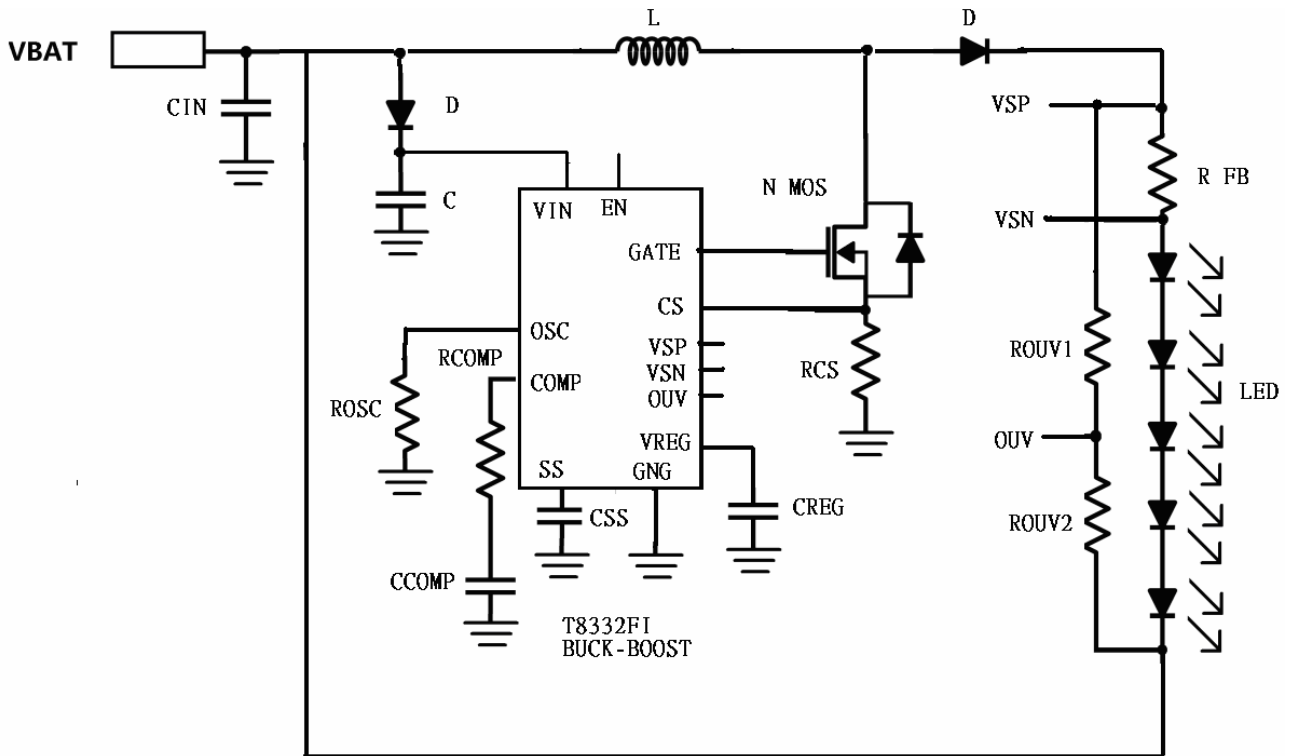 L
D
VBAT
CIN
D
VSP
C
N MOS
R FB
VIN
EN
VSN
GATE
CS
OSC
RCOMP
VSP
ROUV1
COMP
VSN
RCS
LED
ROSC
OUV
VREG
OUV
SS
GNG
CSS
CREG
ROUV2
CCOMP
T8332FI
BUCK-BOOST